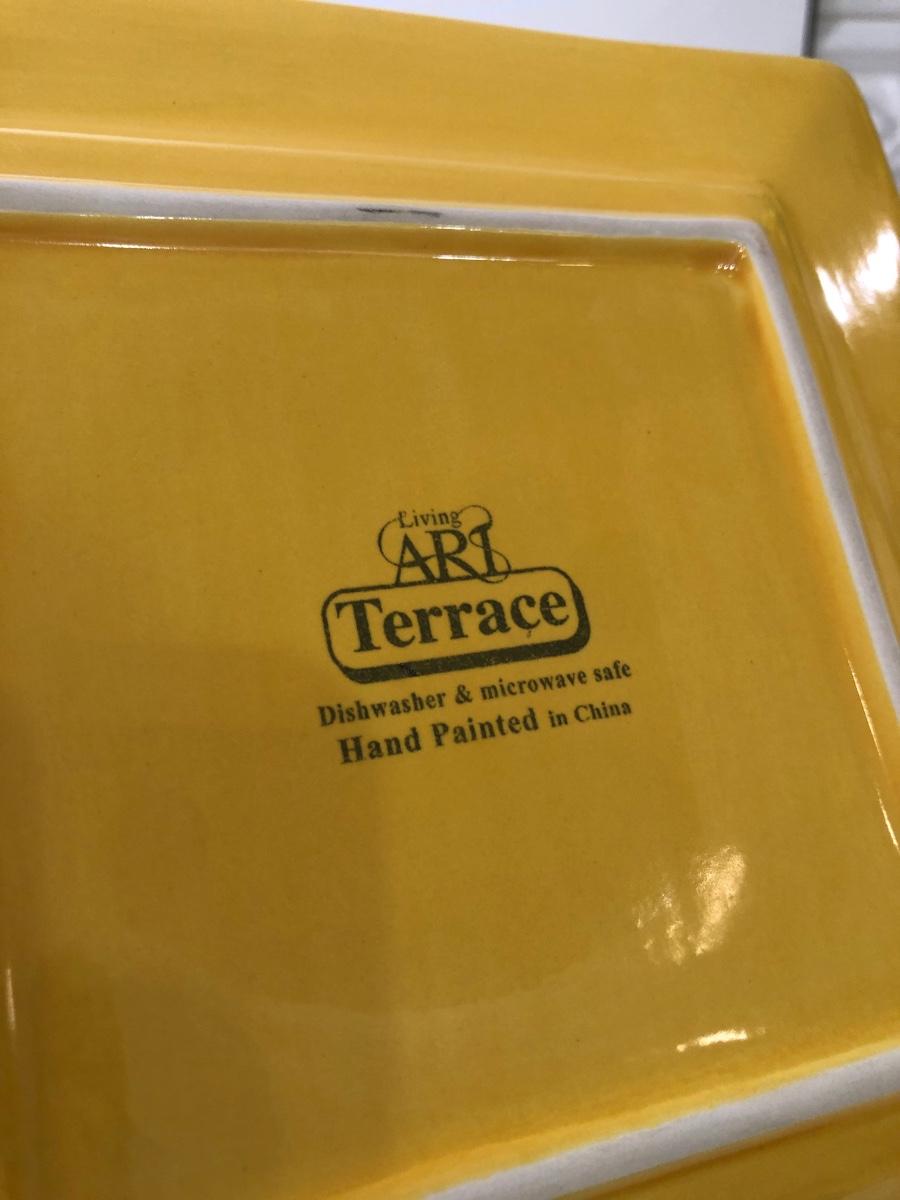 Living
ART
Terrace
Dishwasher & microwave safe
Hand Painted in China